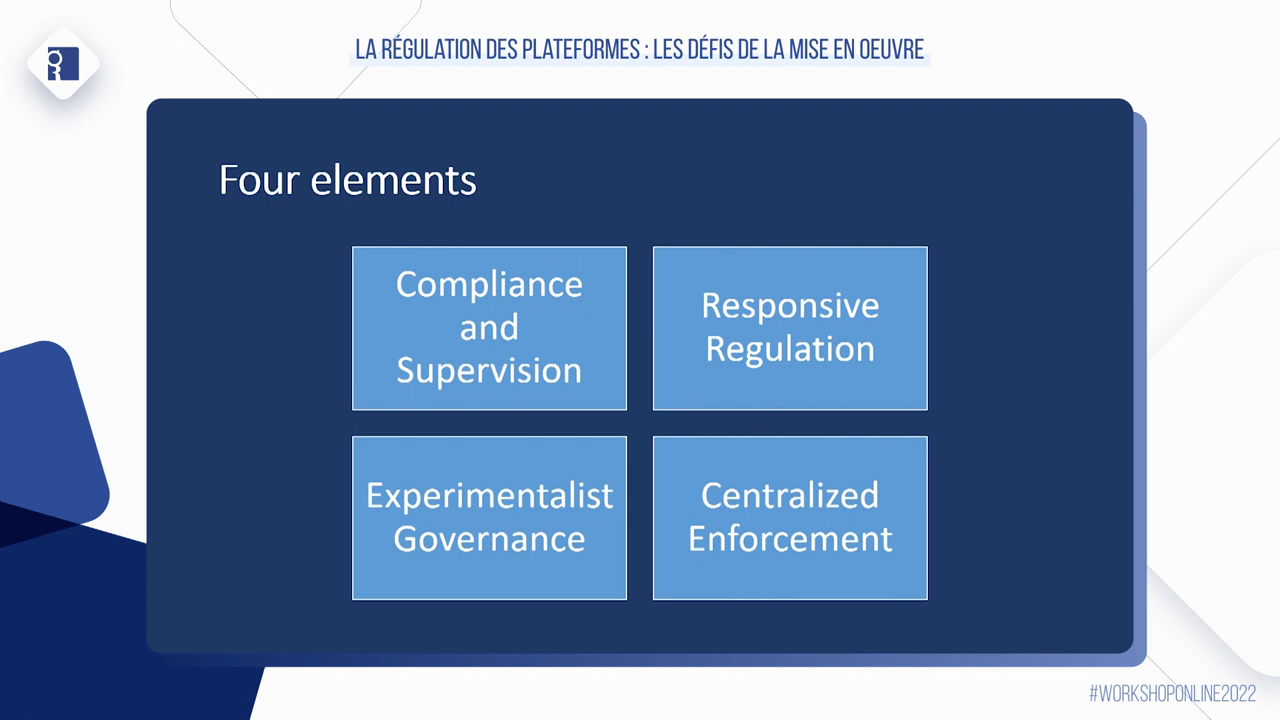 LA RÉGULATION DES PLATEFORMES : LES DÉFIS DE LA MISE EN OEUVRE
Four elements
Compliance
and
Supervision
Responsive
Regulation
Experimentalist
Governance
Centralized
Enforcement
#WORKSHOPONLINE2022